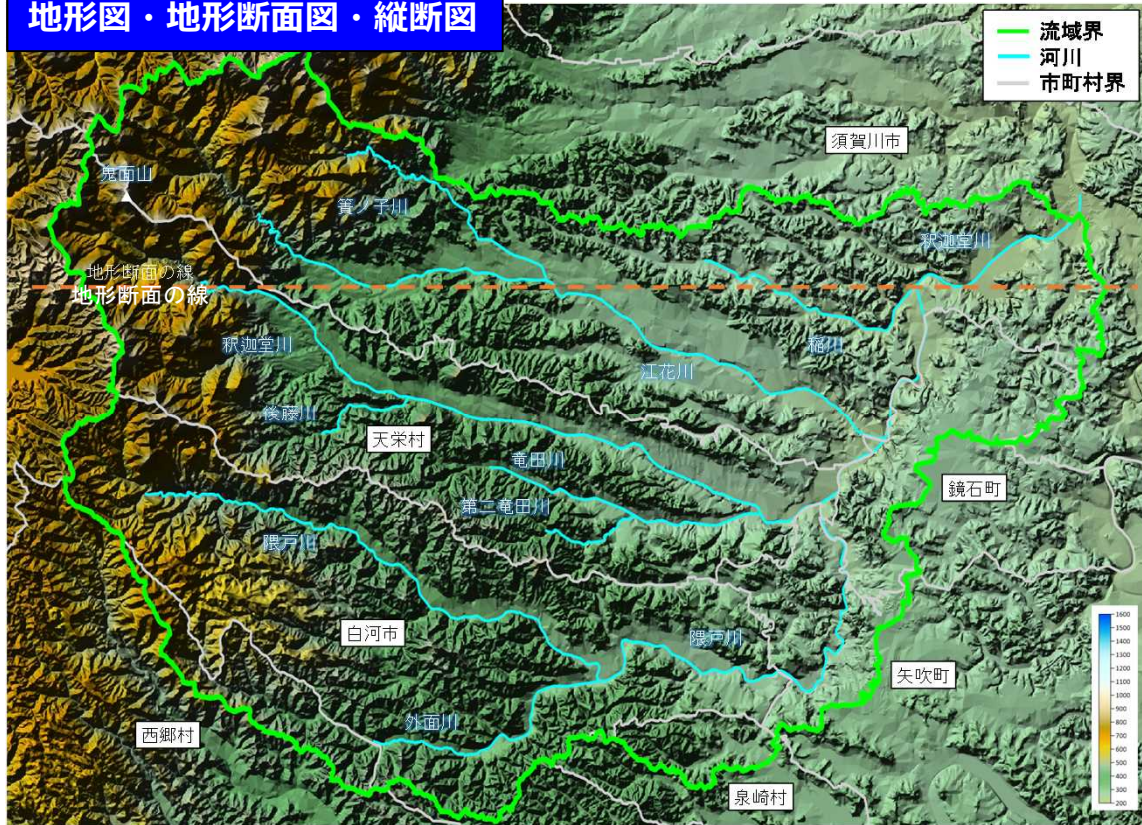 地形図・地形断面図・縦断図
流域界
河川
市町村界
須賀川市
鬼面山
簀ノ子川
釈迦堂川
地形断面の線
地形断面の線
釈迦堂川
稲川
江花川
後藤川
天栄村
竜田川
第二竜田川
鏡石町
隈戸川
白河市
隈戸川
矢吹町
外面川
西郷村
泉崎村
1600
1500
1400
1300
1200
1100
1000
900
800
700
600
500
400
300
200